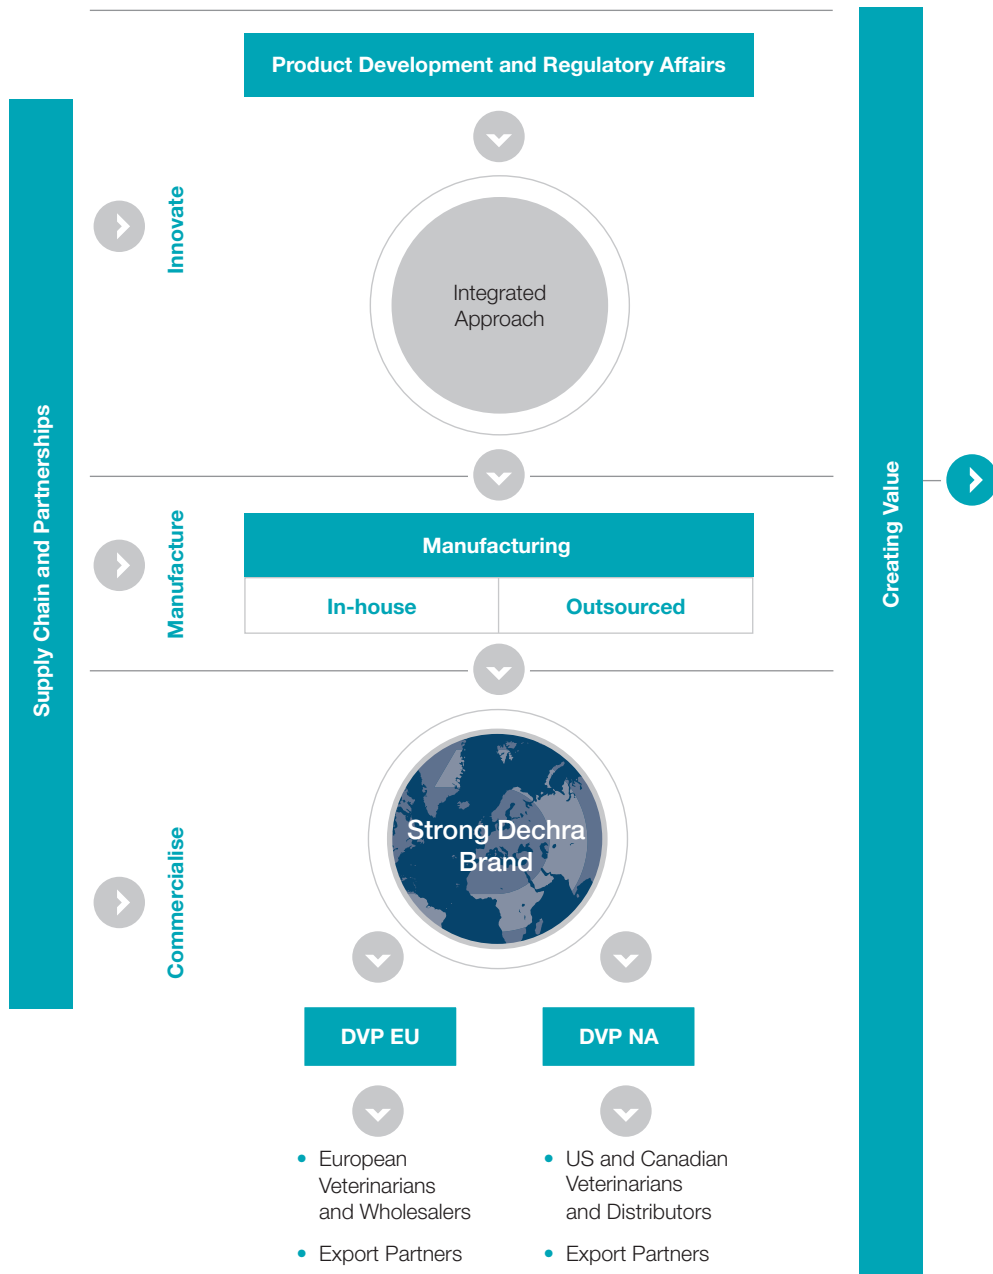 Product Development and Regulatory Affairs
Supply Chain and Partnerships
Innovate
Integrated
Approach
Creating Value
Manufacture
Manufacturing
In-house
Outsourced
Commercialise
Strong Dechra
Brand
DVP EU
DVP NA
• European
Veterinarians
and Wholesalers
• Export Partners
• US and Canadian
Veterinarians
and Distributors
• Export Partners